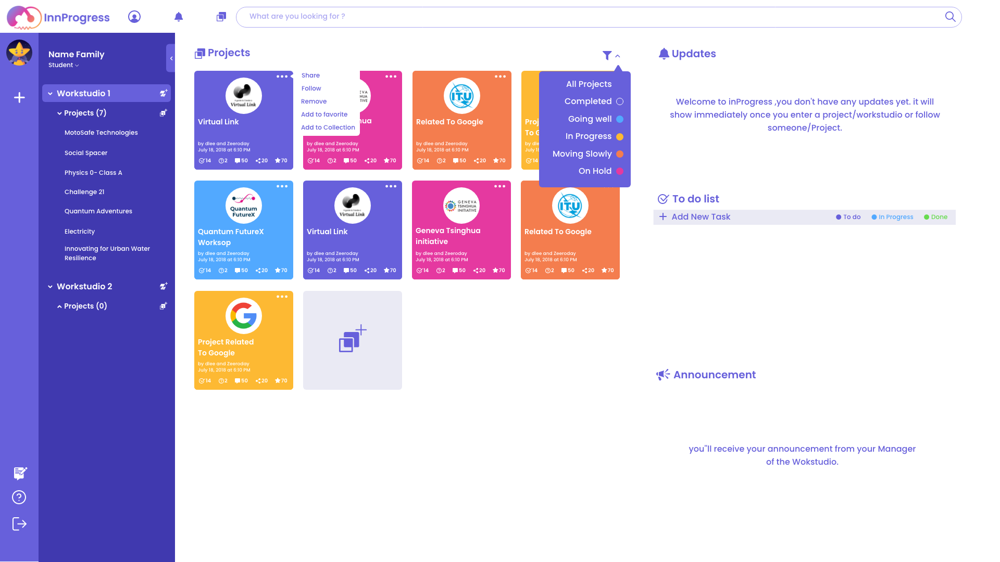 InnProgress
What are you looking for ?
Name Family
Student
Workstudio 1
Projects (7)
MotoSafe Technologies
Social Spacer
Physics 0- Class A
Challenge 21
Quantum Adventures
Electricity
Innovating for Urban Water
Resilience
Workstudio 2
Projects (0)
Projects
Virtual Link
Virtual Link
by dlee and Zeeroday
July 18, 2018 at 6:10 PM
14 2 50 20 70
Share
Follow
Remove
Add to favorite
Add to Collection
EVA
HUA
INITIATIVE
hua
by dlee and Zeeroday
July 18, 2018 at 6:10 PM
14 2 50 20 70
ITU
Related To Google
by dlee and Zeeroday
July 18, 2018 at 6:10 PM
14 2 50 20 70
Proj
To G
by dle
July 1
14
All Projects
Completed
Going well
In Progress
Moving Slowly
On Hold
Quantum
FutureX
Quantum FutureX
Worksop
by dlee and Zeeroday
July 18, 2018 at 6:10 PM
14 2 50 20 70
Virtual Link
Virtual Link
by dlee and Zeeroday
July 18, 2018 at 6:10 PM
14 2 50 20 70
GENEVA
TSINGHUA
INITIATIVE
Geneva Tsinghua
initiative
by dlee and Zeeroday
July 18, 2018 at 6:10 PM
14 2 50 20 70
ITU
Related To Google
by dlee and Zeeroday
July 18, 2018 at 6:10 PM
14 2 50 20 70
G
Project Related
To Google
by dlee and Zeeroday
July 18, 2018 at 6:10 PM
14 2 50 20 70
Updates
Welcome to inProgress ,you don't have any updates yet. it will
show immediately once you enter a project/workstudio or follow
someone/Project.
To do list
Add New Task To do In Progress Done
Announcement
you"ll receive your announcement from your Manager
of the Wokstudio.